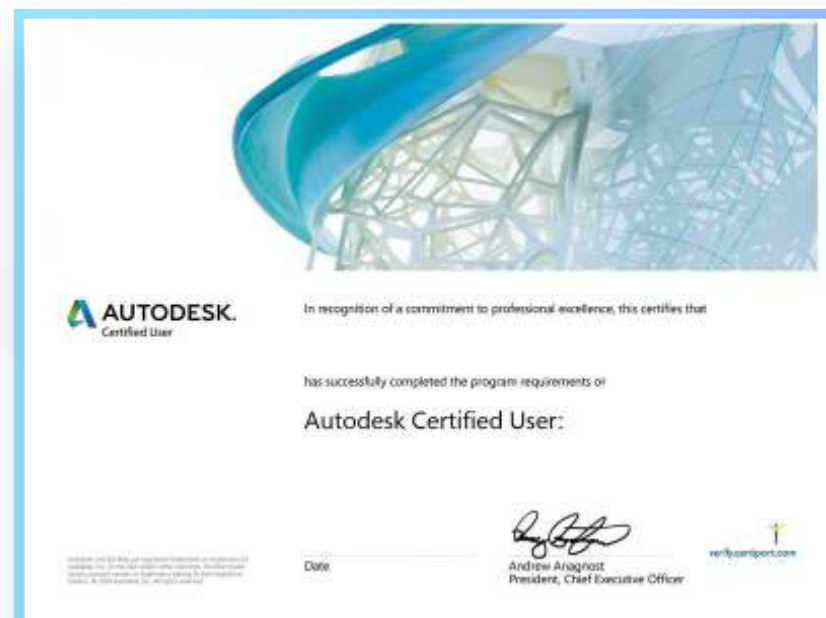 AUTODESK.
Certified User
In recognition of a commitment to professional excellence, this certifies that
has successfully completed the program requirements of
Autodesk Certified User:
Date
Andrew Anagnost
President, Chief Executive Officer
verify.certiport.com